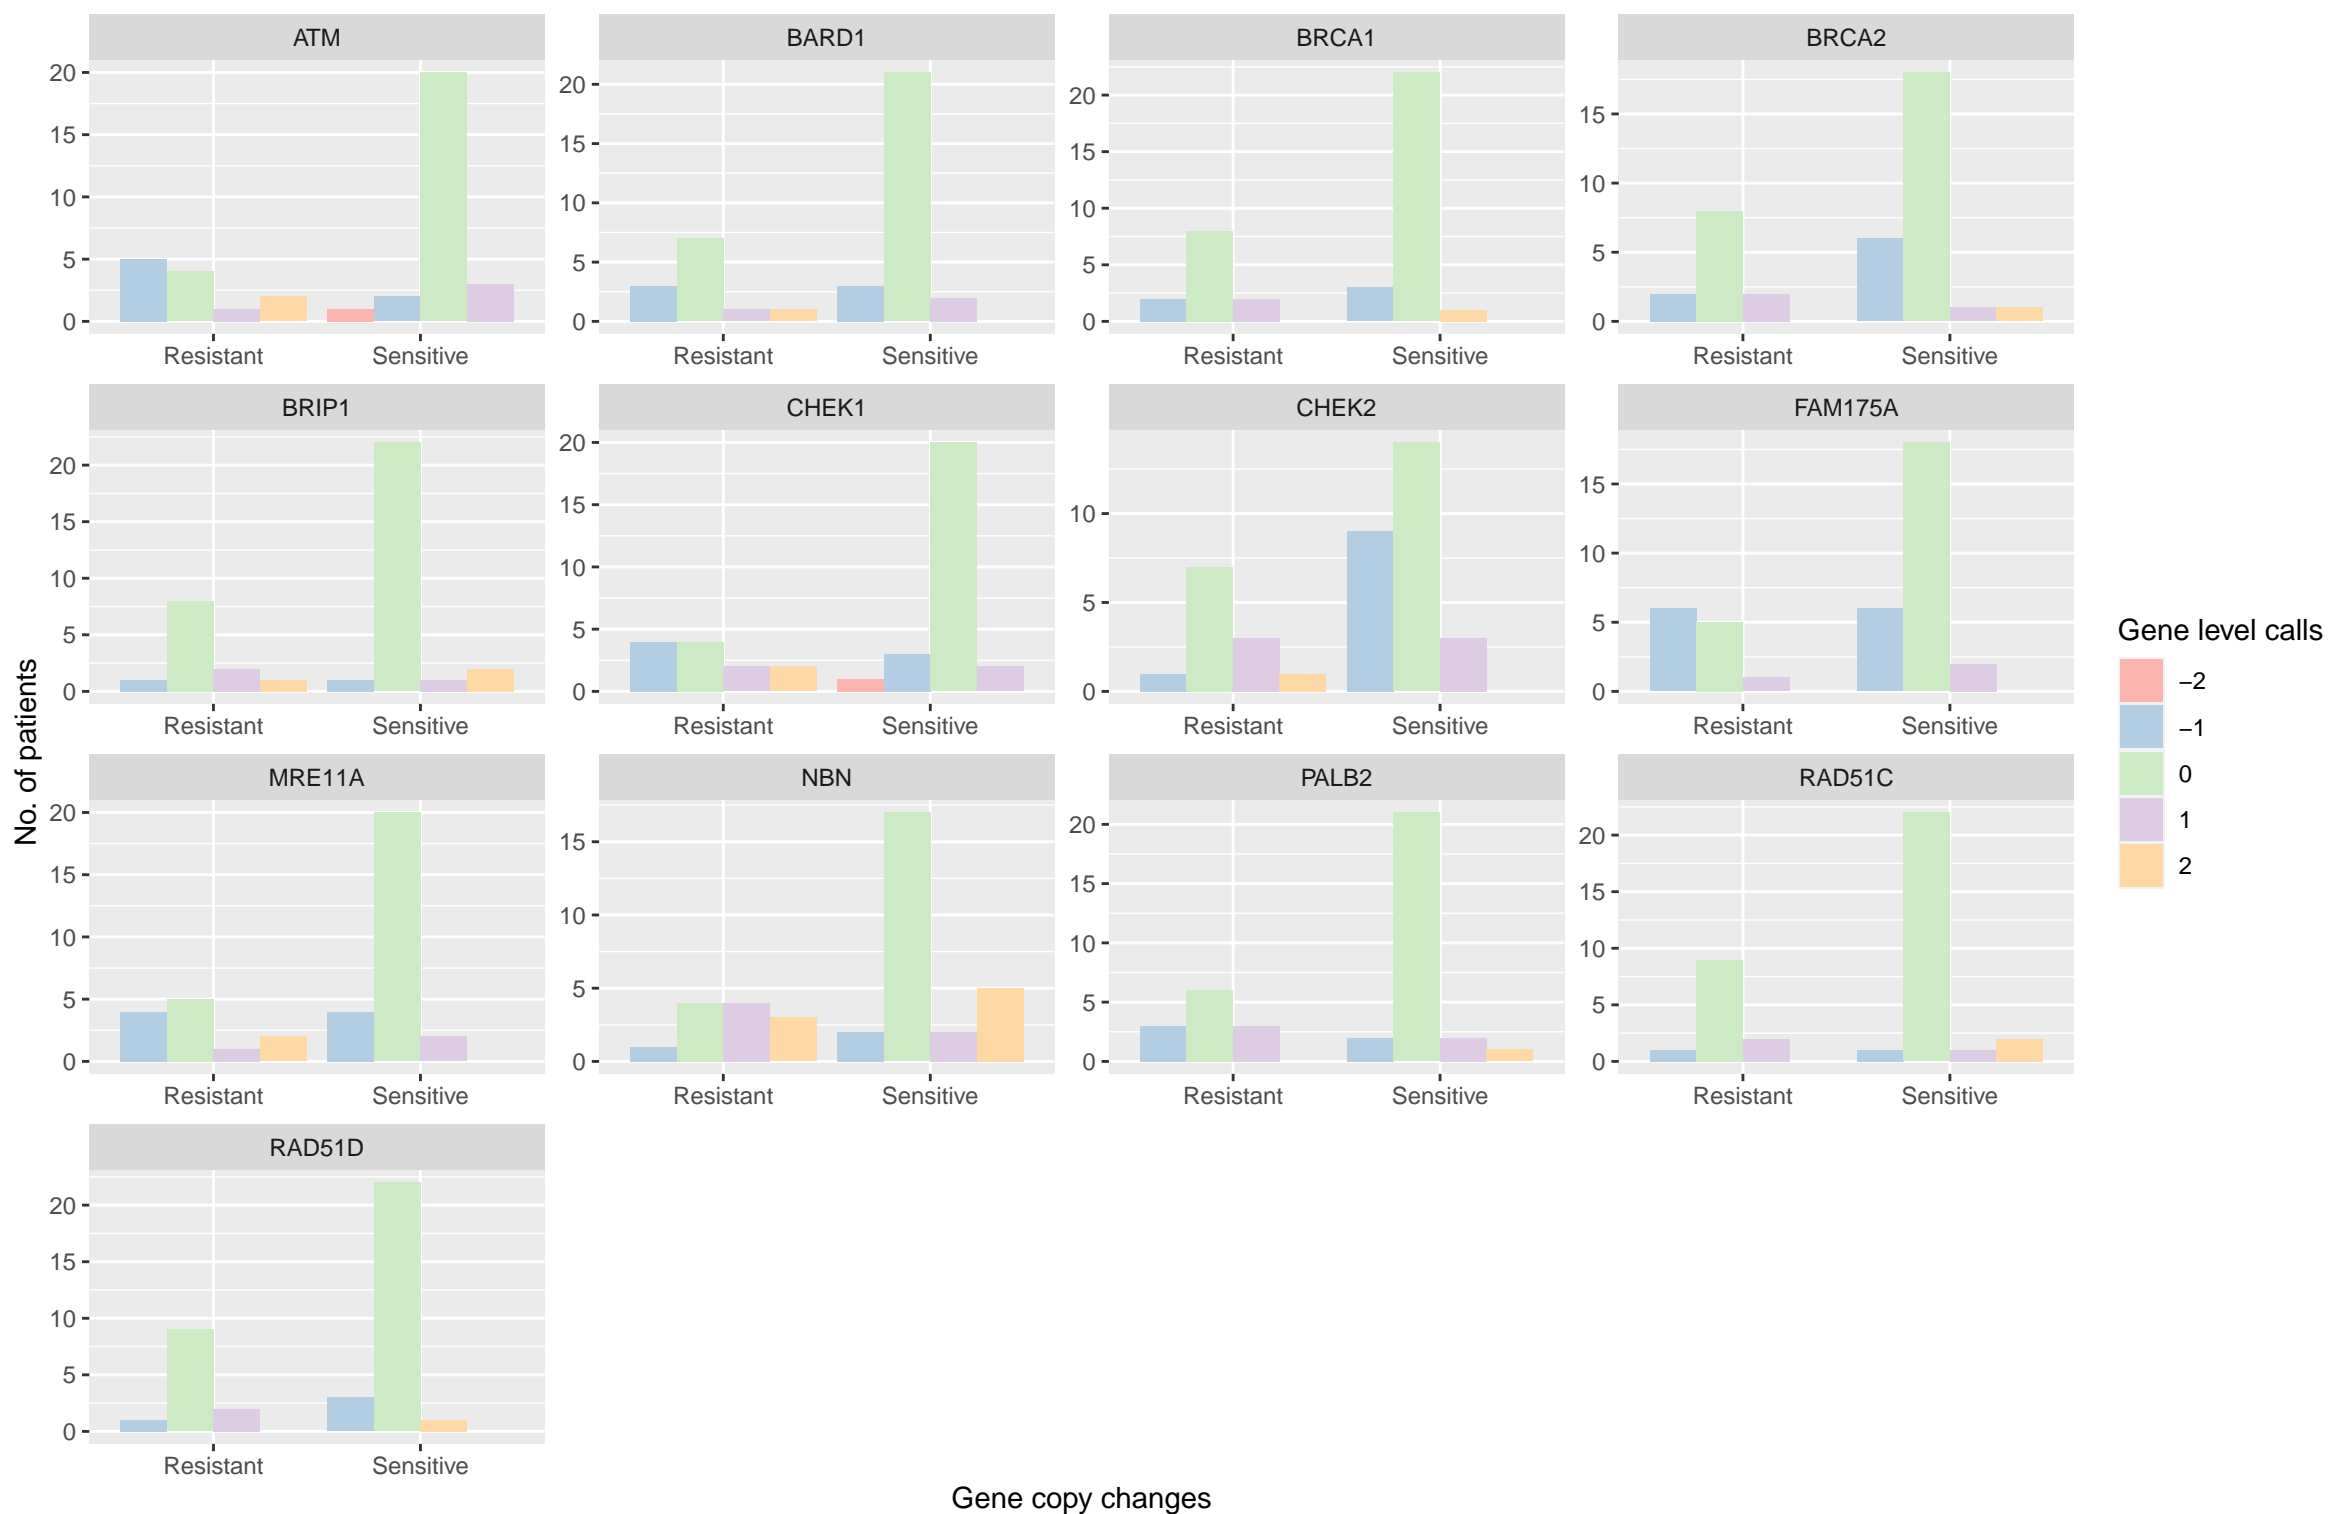 ATM
BARD1
BRCA1
BRCA2
20
15
10
5
0
20
15
10
5
0
20
15
10
5
0
15
10
5
0
Resistant Sensitive
Resistant Sensitive
Resistant Sensitive
Resistant Sensitive
BRIP1
CHEK1
CHEK2
FAM175A
20
15
10
5
0
20
15
10
5
0
10
5
0
15
10
5
0
Resistant Sensitive
Resistant Sensitive
Resistant Sensitive
Resistant Sensitive
MRE11A
NBN
PALB2
RAD51C
20
15
10
5
0
15
10
5
0
20
15
10
5
0
20
15
10
5
0
Resistant Sensitive
Resistant Sensitive
Resistant Sensitive
Resistant Sensitive
RAD51D
20
15
10
5
0
Resistant Sensitive
No. of patients
Gene copy changes
Gene level calls
−2
−1
0
1
2